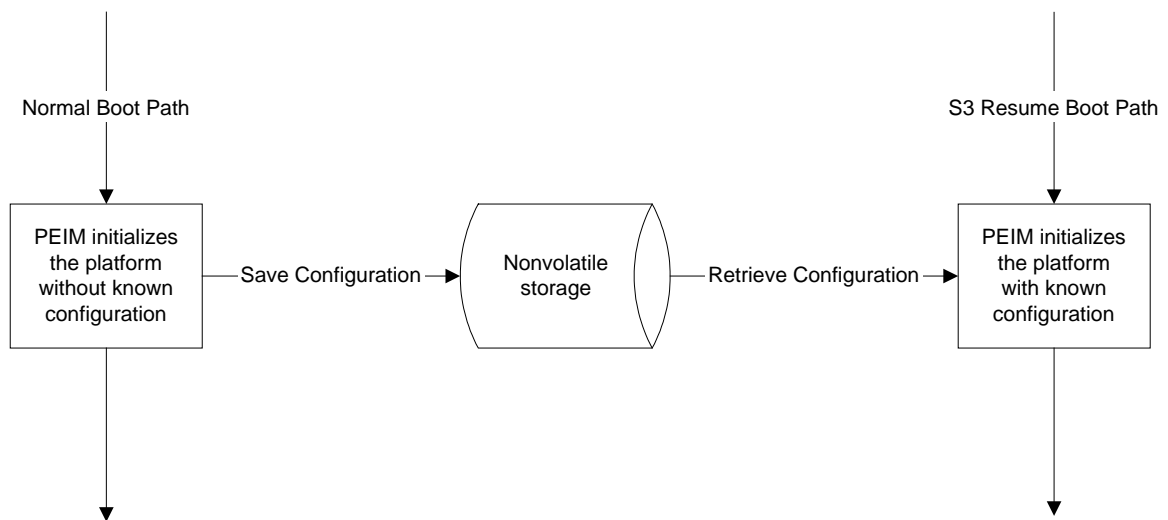 Normal Boot Path
S3 Resume Boot Path
PEIM initializes
the platform
without known
configuration
Save Configuration
Nonvolatile
storage
Retrieve Configuration
PEIM initializes
the platform
with known
configuration